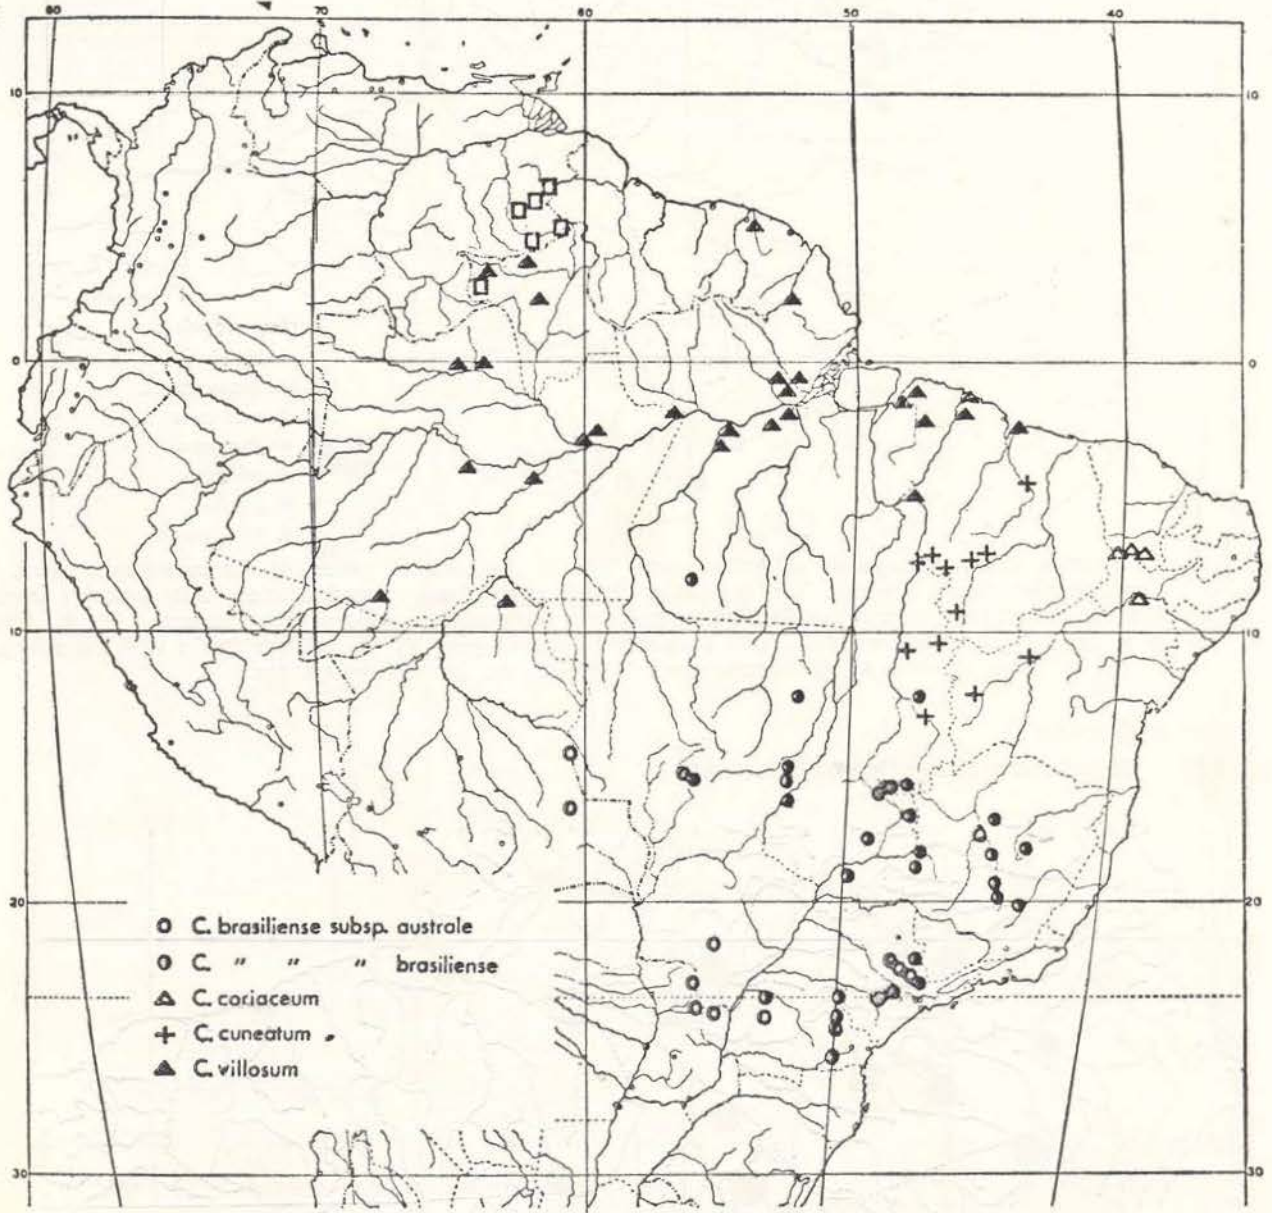 80 70 60 50 40
10 10
0 0
10 10
C. brasiliense subsp. australe
C. " " " brasiliense
C. coriaceum
C. cuneatum
C. villosum
20 20
30 30